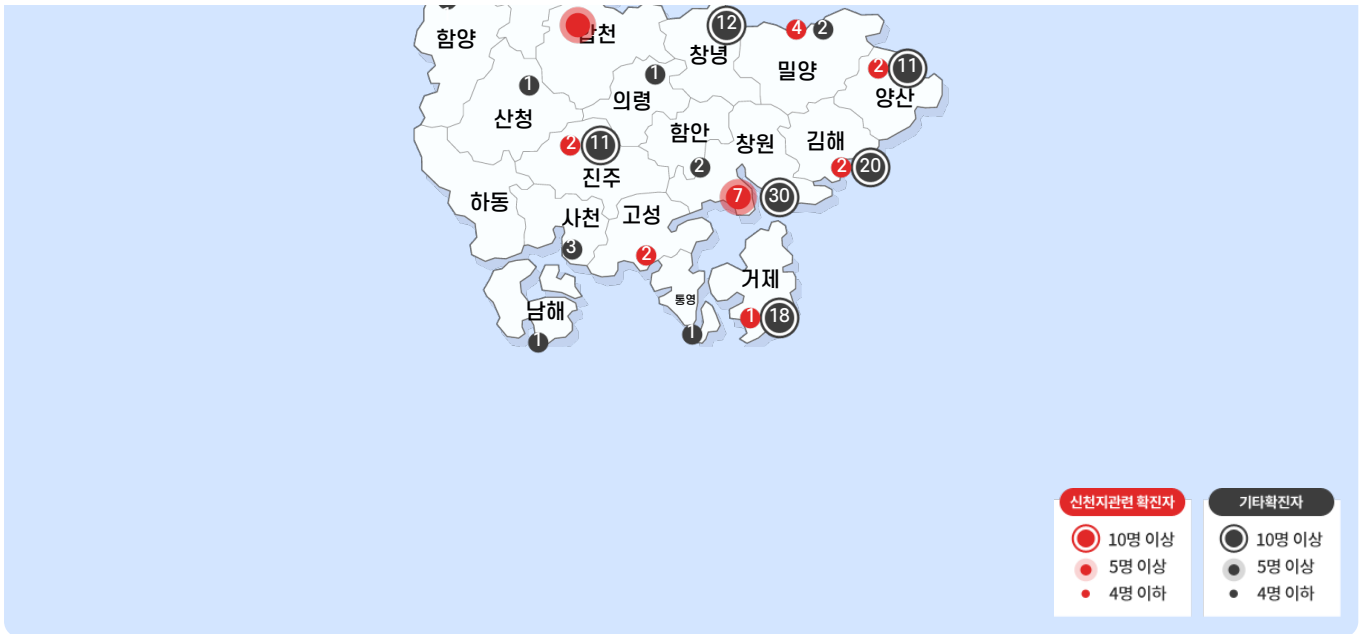 12
4 2
함양 합천
창녕
2 11
밀양
1
1
양산
의령
산청
함안 창원 김해
2 11
진주
2
2 20
7 30
하동
사천 고성
3
2
거제
통영
남해
1 18
1
1
신천지관련 확진자
10명 이상
5명 이상
4명 이하
기타확진자
10명 이상
5명 이상
4명 이하